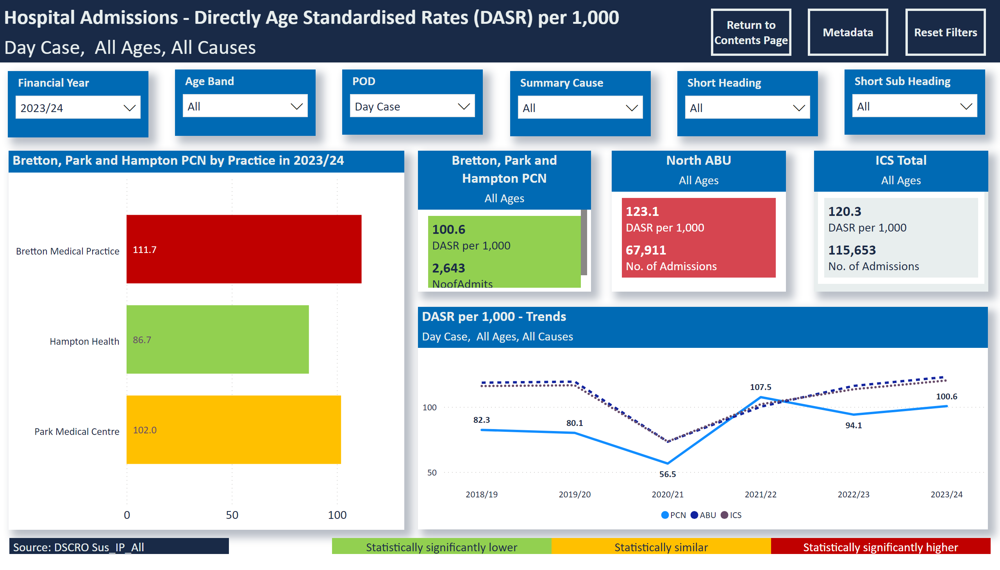 Hospital Admissions - Directly Age Standardised Rates (DASR) per 1,000
Day Case,  All Ages, All Causes
Return to
Contents Page
Metadata
Reset Filters
Financial Year
2023/24
Age Band
All
POD
Day Case
Summary Cause
All
Short Heading
All
Short Sub Heading
All
Bretton, Park and Hampton PCN by Practice in 2023/24
Bretton Medical Practice
111.7
Hampton Health
86.7
Park Medical Centre
102.0
0
50
100
Bretton, Park and
Hampton PCN
All Ages
100.6
DASR per 1,000
2,643
NoofAdmits
North ABU
All Ages
123.1
DASR per 1,000
67,911
No. of Admissions
ICS Total
All Ages
120.3
DASR per 1,000
115,653
No. of Admissions
DASR per 1,000 - Trends
Day Case,  All Ages, All Causes
100
50
82.3
80.1
56.5
107.5
94.1
100.6
2018/19
2019/20
2020/21
2021/22
2022/23
2023/24
PCN
ABU
ICS
Source: DSCRO Sus_IP_All
Statistically significantly lower
Statistically similar
Statistically significantly higher